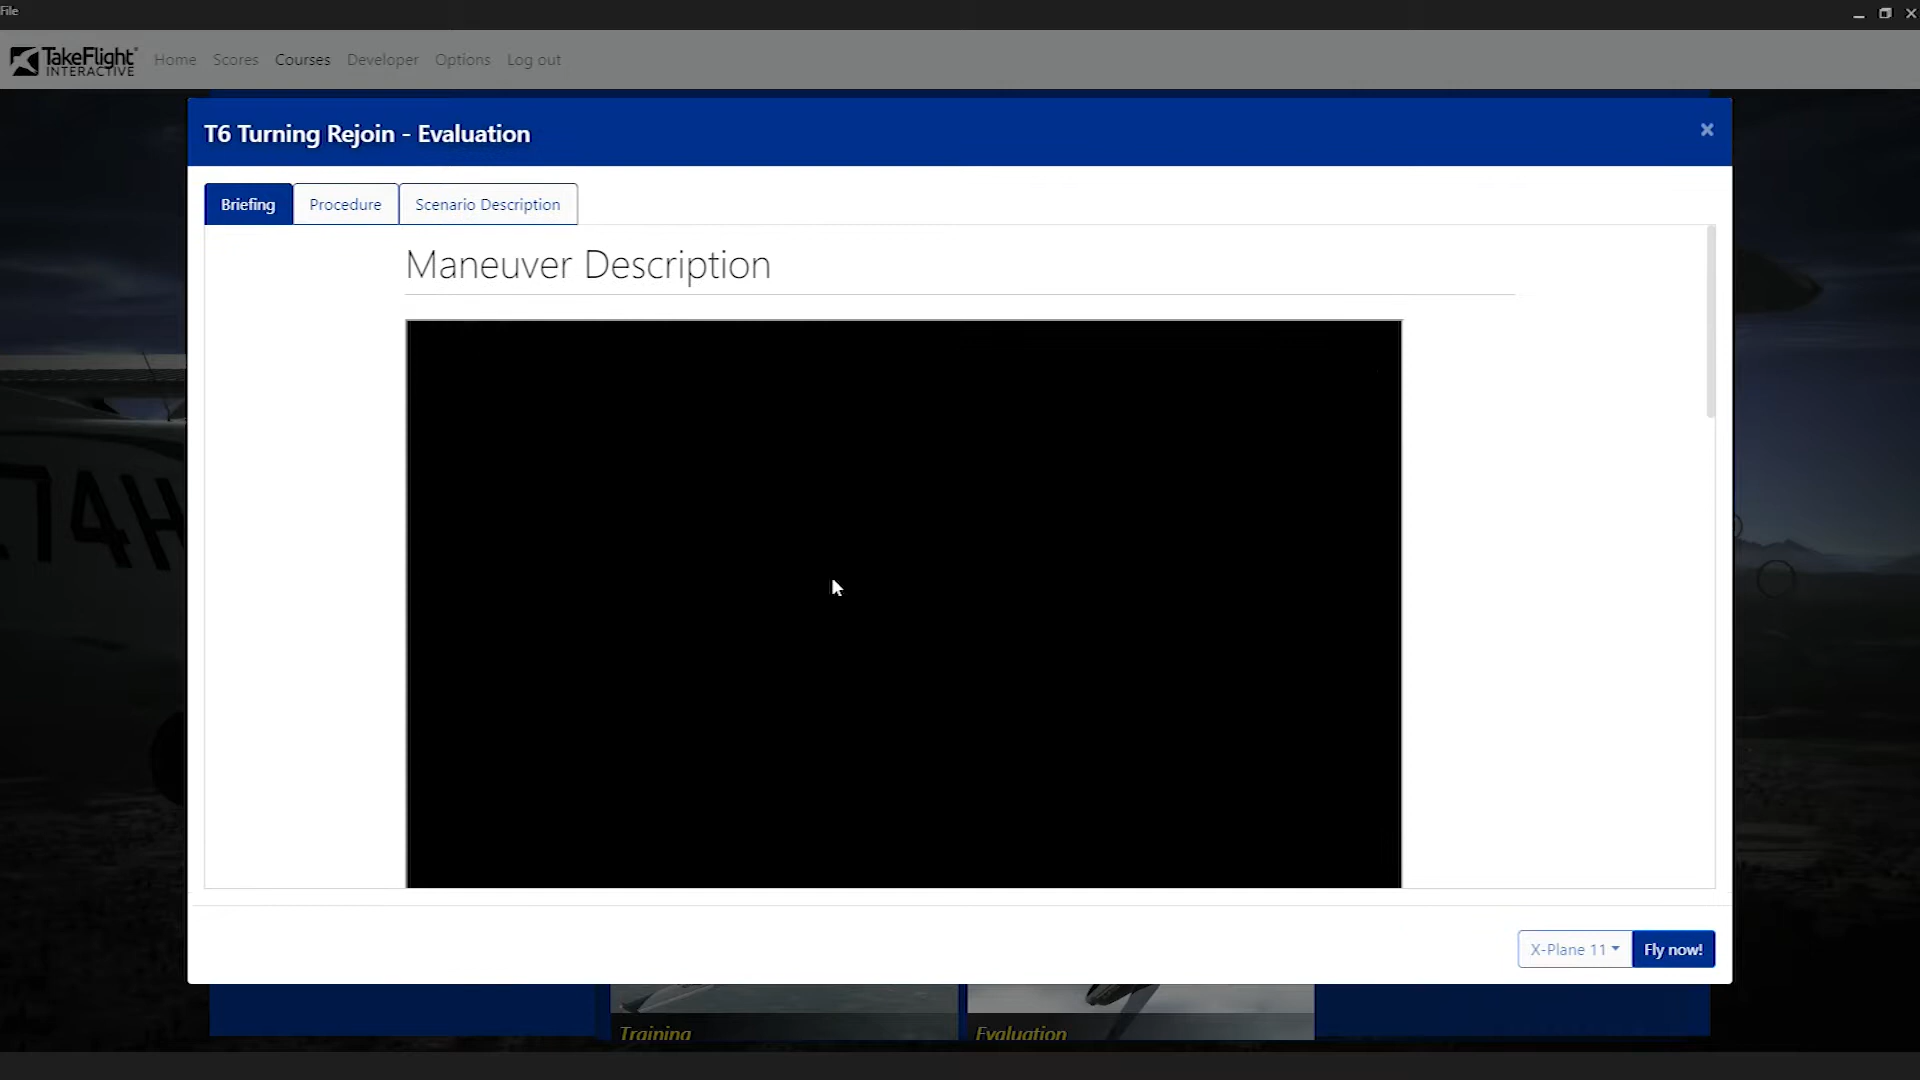 File
TakeFlight INTERACTIVE Home Scores Courses Developer Options Log out
T6 Turning Rejoin - Evaluation
×
Briefing Procedure Scenario Description
Maneuver Description
74H
X-Plane 11 Fly now!
Training Evaluation